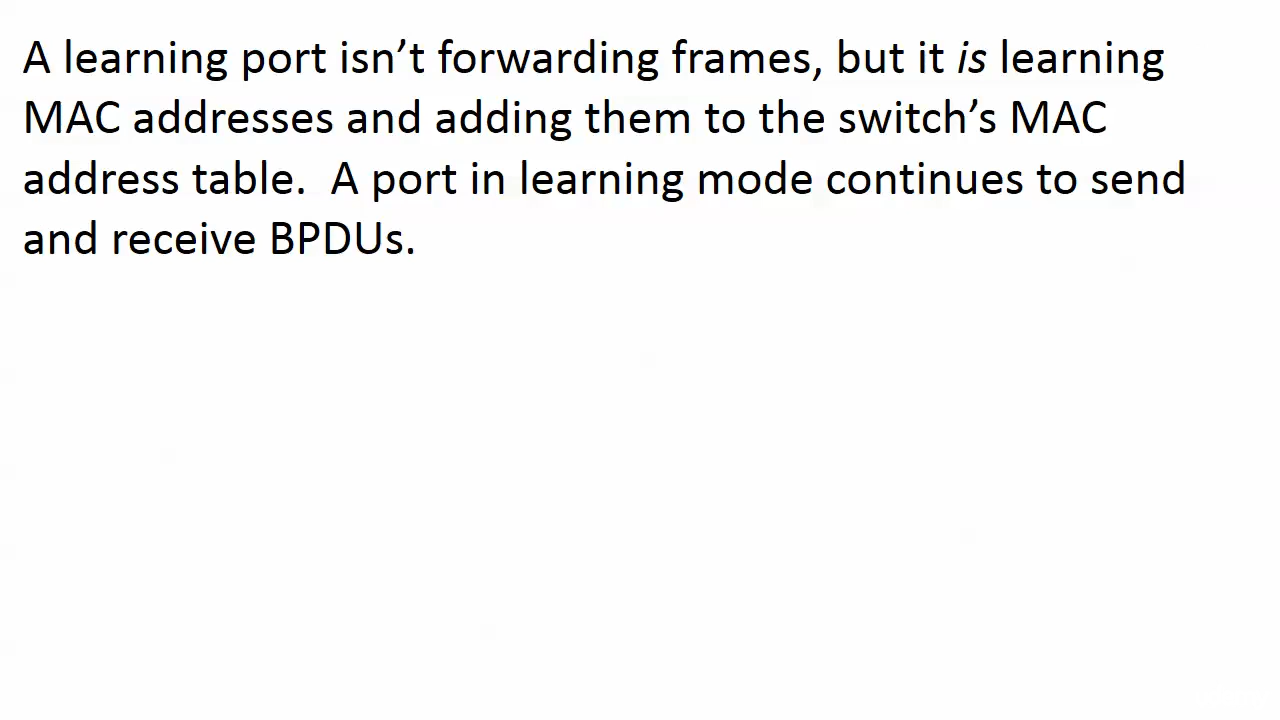 A learning port isn’t forwarding frames, but it is learning
MAC addresses and adding them to the switch’s MAC
address table.  A port in learning mode continues to send
and receive BPDUs.